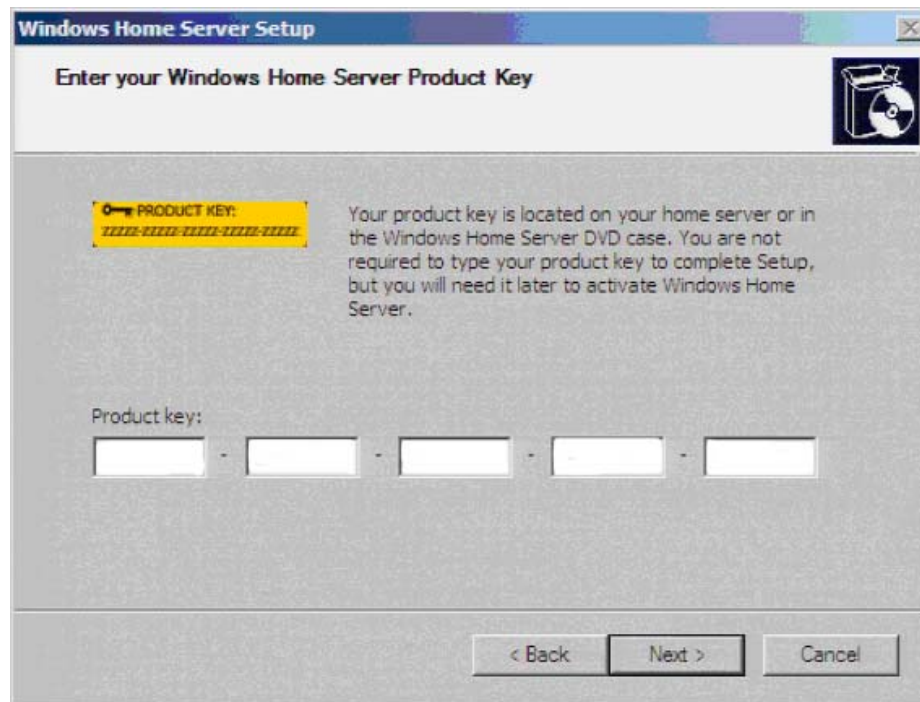 Windows Home Server Setup
Enter your Windows Home Server Product Key
PRODUCT KEY:
ZZZZZ-ZZZZZ-ZZZZZ-ZZZZZ-ZZZZZ
Your product key is located on your home server or in
the Windows Home Server DVD case. You are not
required to type your product key to complete Setup,
but you will need it later to activate Windows Home
Server.
Product key:
- - - -
< Back Next > Cancel